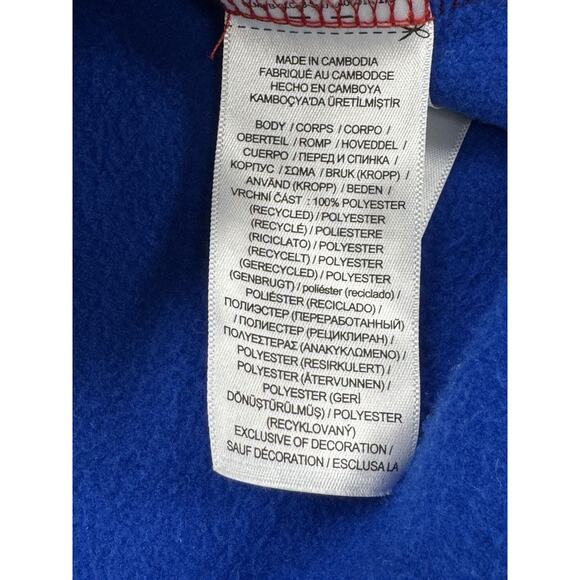 MADE IN CAMBODIA
FABRIQUÉ AU CAMBODGE
HECHO EN CAMBOYA
KAMBOÇYA'DA ÜRETİLMİŞTİR
BODY / CORPS / CORPO /
OBERTEIL / ROMP / HOVEDDEL /
CUERPO / ПЕРЕД И СПИНКА /
КОРПУС / ΣΩΜΑ / BRUK (KROPP) /
ANVÄND (KROPP) / BEDEN /
VRCHNÍ ČÁST : 100% POLYESTER
(RECYCLED) / POLYESTER
(RECYCLÉ) / POLIESTERE
(RICICLATO) / POLYESTER
(RECYCELT) / POLYESTER
(GERECYCLED) / POLYESTER
(GENBRUGT) / poliéster (reciclado) /
POLIÉSTER (RECICLADO) /
ПОЛИЭСТЕР (ПЕРЕРАБОТАННЫЙ)
/ ПОЛИЕСТЕР (РЕЦИКЛИРАН) /
ΠΟΛΥΕΣΤΕΡΑΣ (ΑΝΑΚΥΚΛΩΜΕΝΟ) /
POLYESTER (RESIRKULERT) /
POLYESTER (ÅTERVUNNEN) /
POLYESTER (GERİ
DÖNÜŞTÜRÜLMÜŞ) / POLYESTER
(RECYKLOVANÝ)
EXCLUSIVE OF DECORATION /
SAUF DÉCORATION / ESCLUSA LA